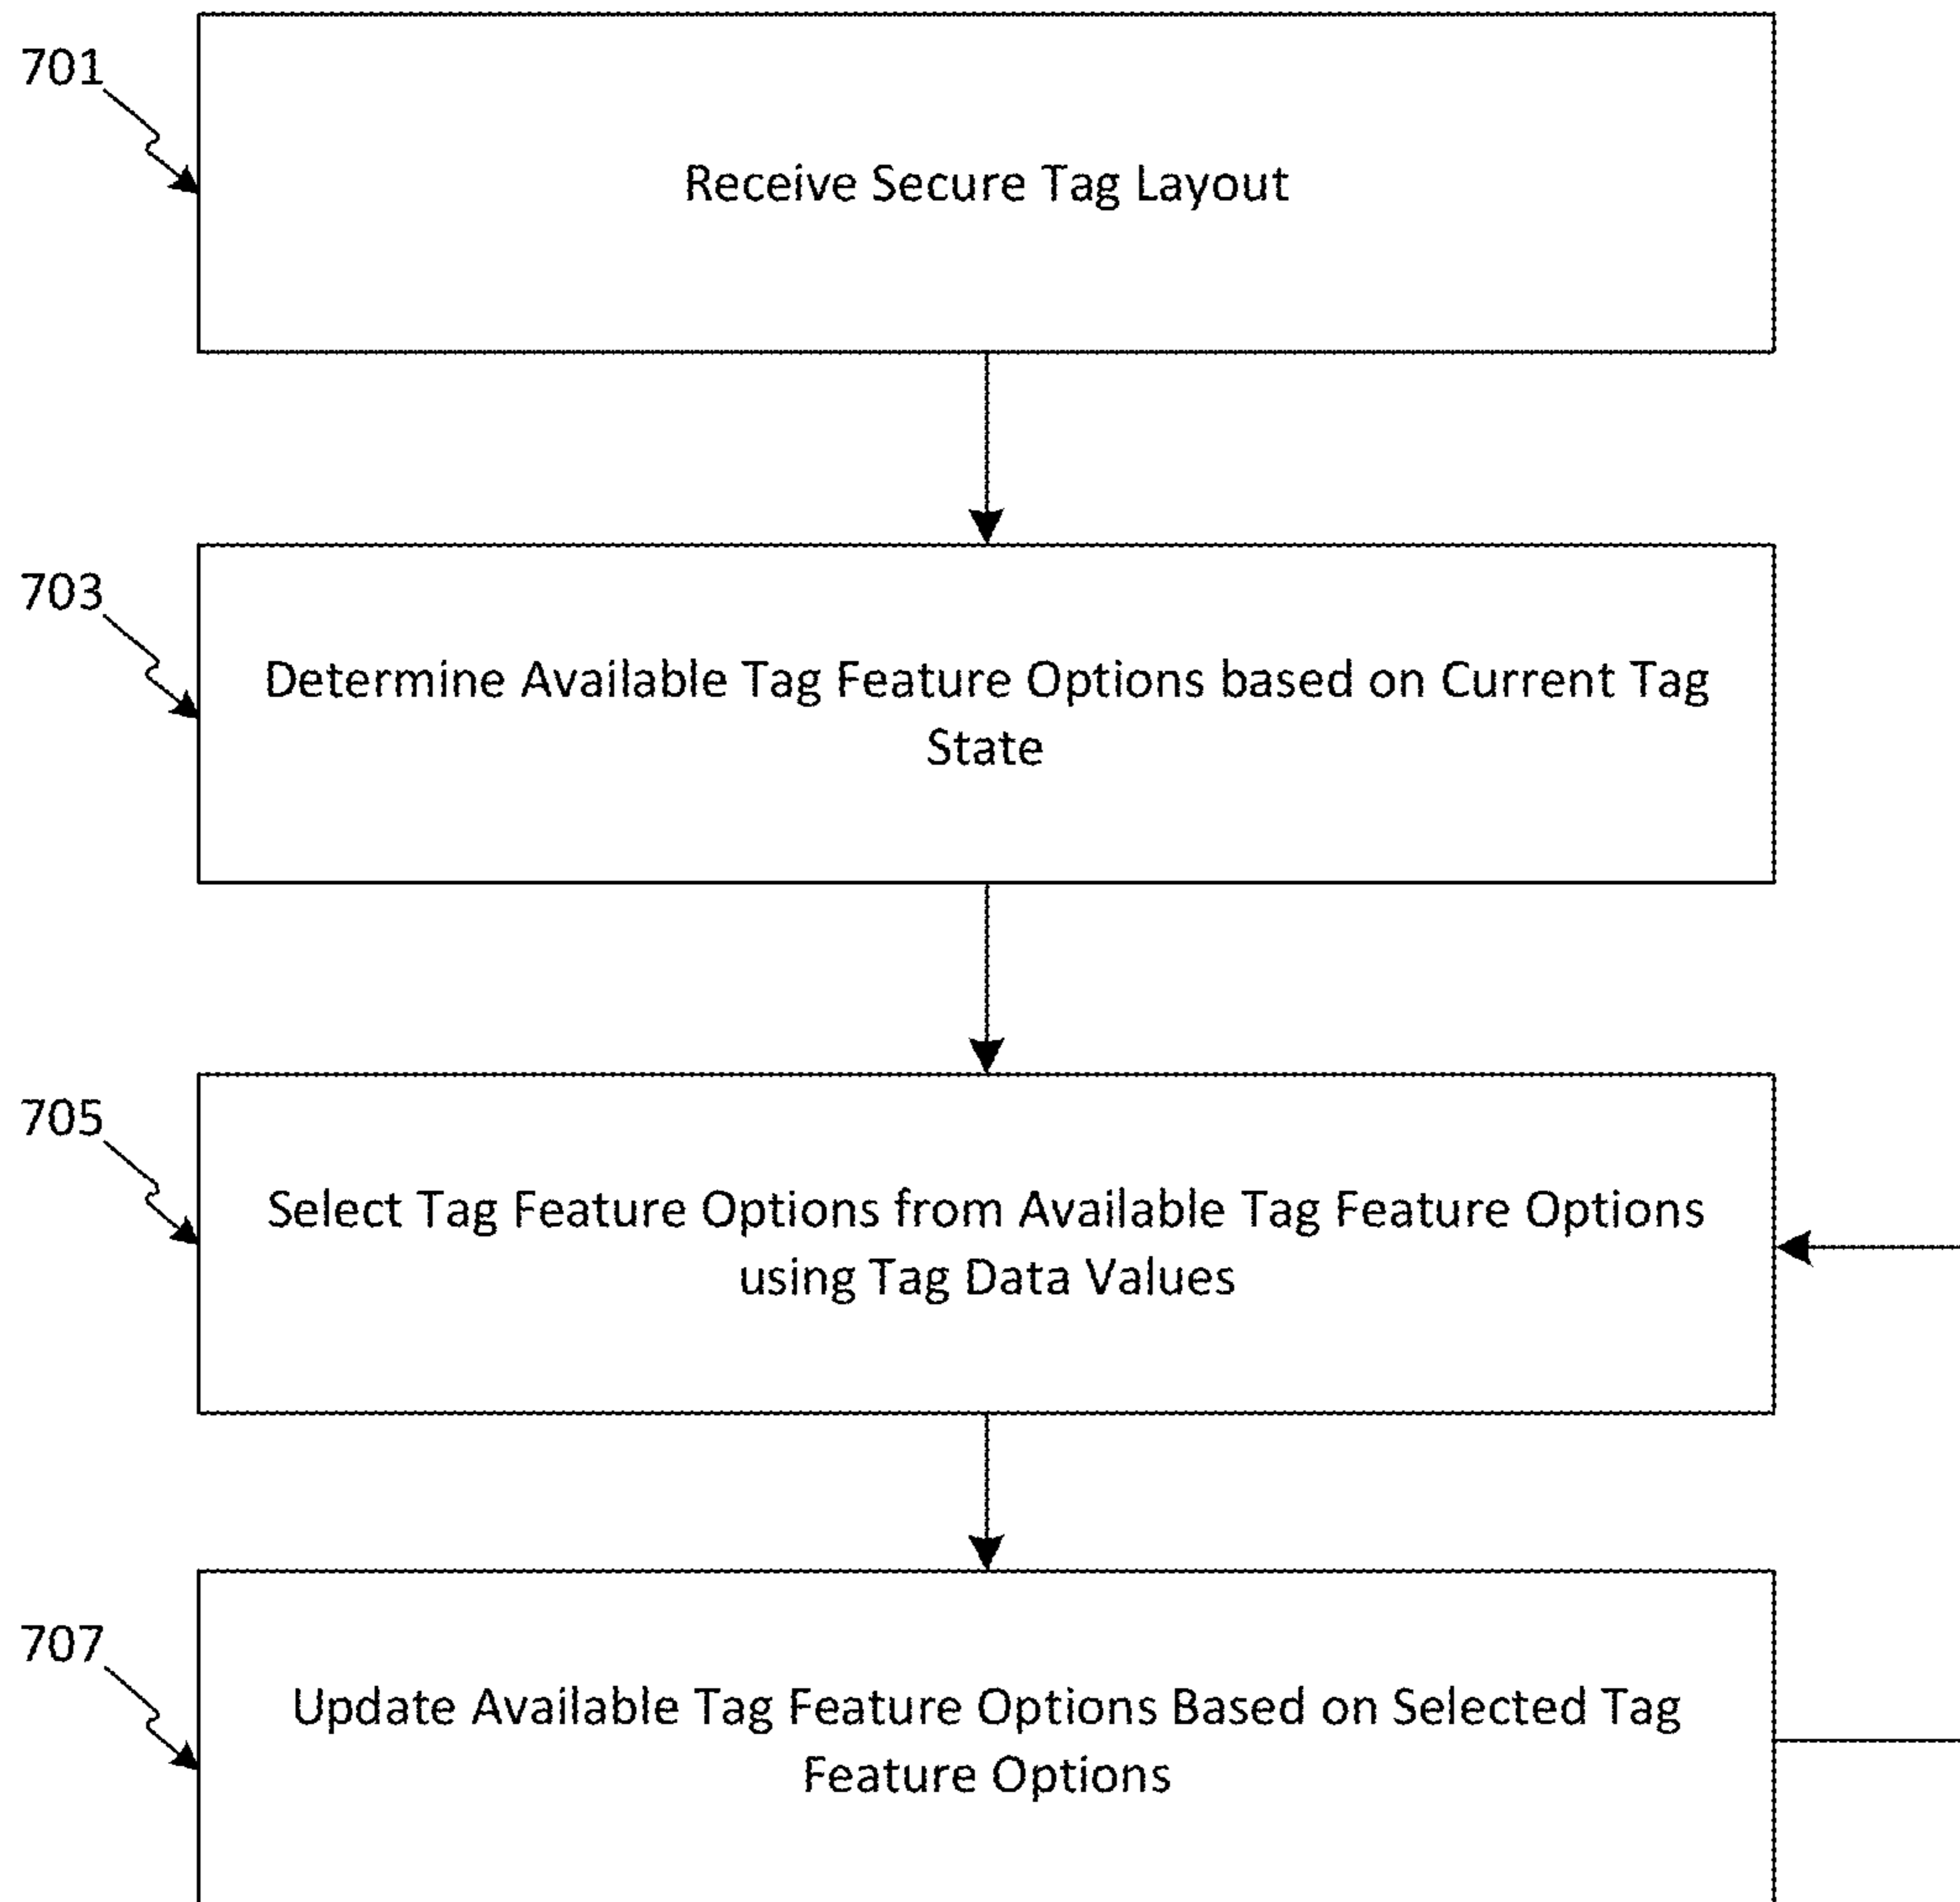 701
Receive Secure Tag Layout
703
Determine Available Tag Feature Options based on Current Tag
State
705
Select Tag Feature Options from Available Tag Feature Options
using Tag Data Values
707
Update Available Tag Feature Options Based on Selected Tag
Feature Options